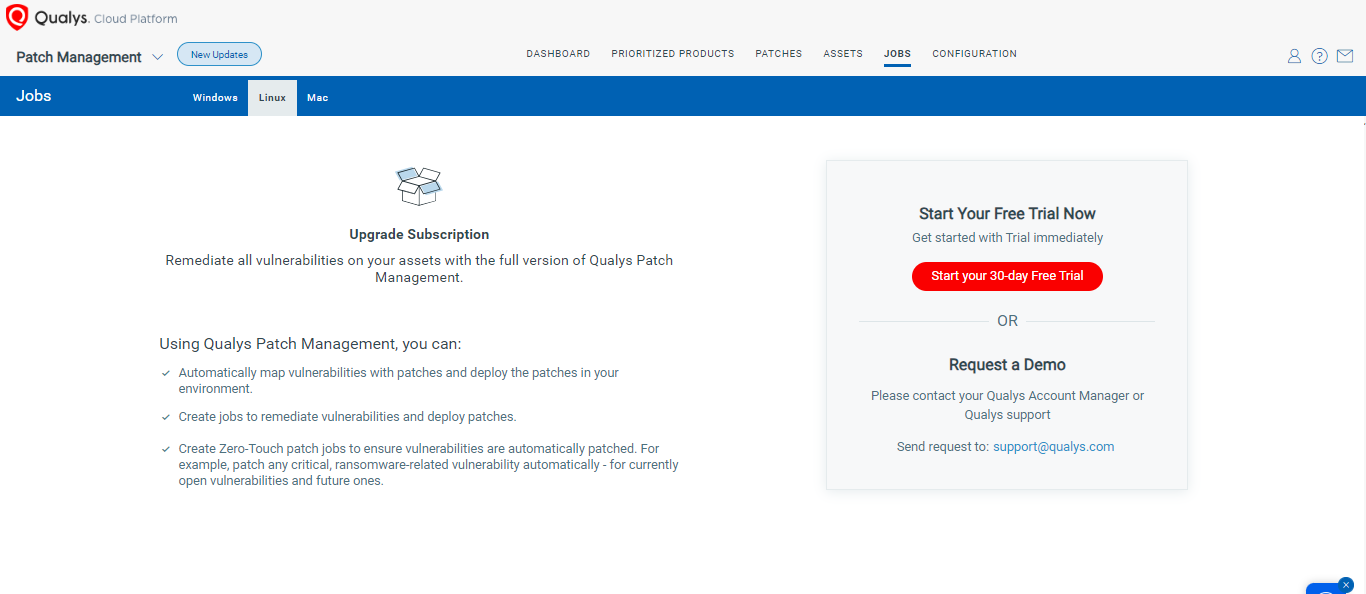 Qualys. Cloud Platform
Patch Management
New Updates
DASHBOARD PRIORITIZED PRODUCTS PATCHES ASSETS JOBS CONFIGURATION
?
Jobs
Windows Linux Mac
Upgrade Subscription
Remediate all vulnerabilities on your assets with the full version of Qualys Patch
Management.
Using Qualys Patch Management, you can:
Automatically map vulnerabilities with patches and deploy the patches in your
environment.
Create jobs to remediate vulnerabilities and deploy patches.
Create Zero-Touch patch jobs to ensure vulnerabilities are automatically patched. For
example, patch any critical, ransomware-related vulnerability automatically - for currently
open vulnerabilities and future ones.
Start Your Free Trial Now
Get started with Trial immediately
Start your 30-day Free Trial
OR
Request a Demo
Please contact your Qualys Account Manager or
Qualys support
Send request to: support@qualys.com